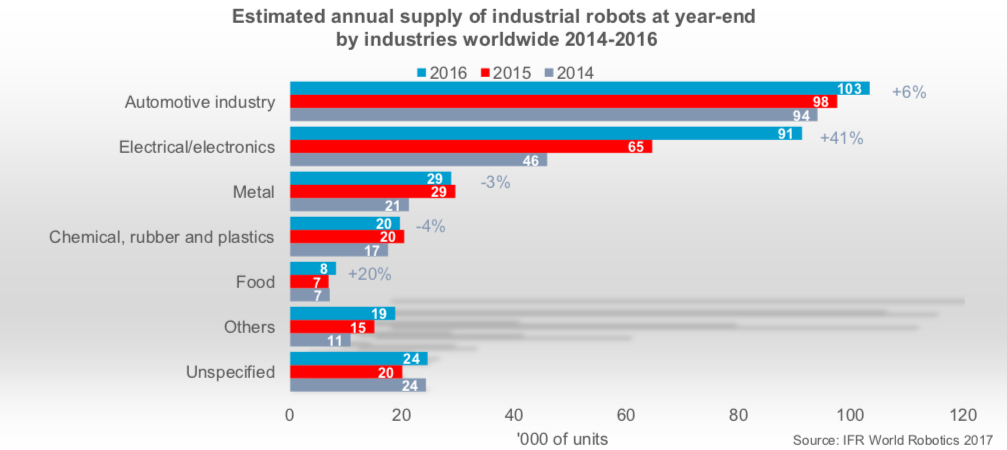 Estimated annual supply of industrial robots at year-end
by industries worldwide 2014-2016
2016 2015 2014
Automotive industry 103 +6%
98
94
Electrical/electronics 91 +41%
65
46
Metal 29 -3%
29
21
Chemical, rubber and plastics 20 -4%
20
17
Food 8 +20%
7
7
Others 19
15
11
Unspecified 24
20
24
0 20 40 60 80 100 120
'000 of units
Source: IFR World Robotics 2017